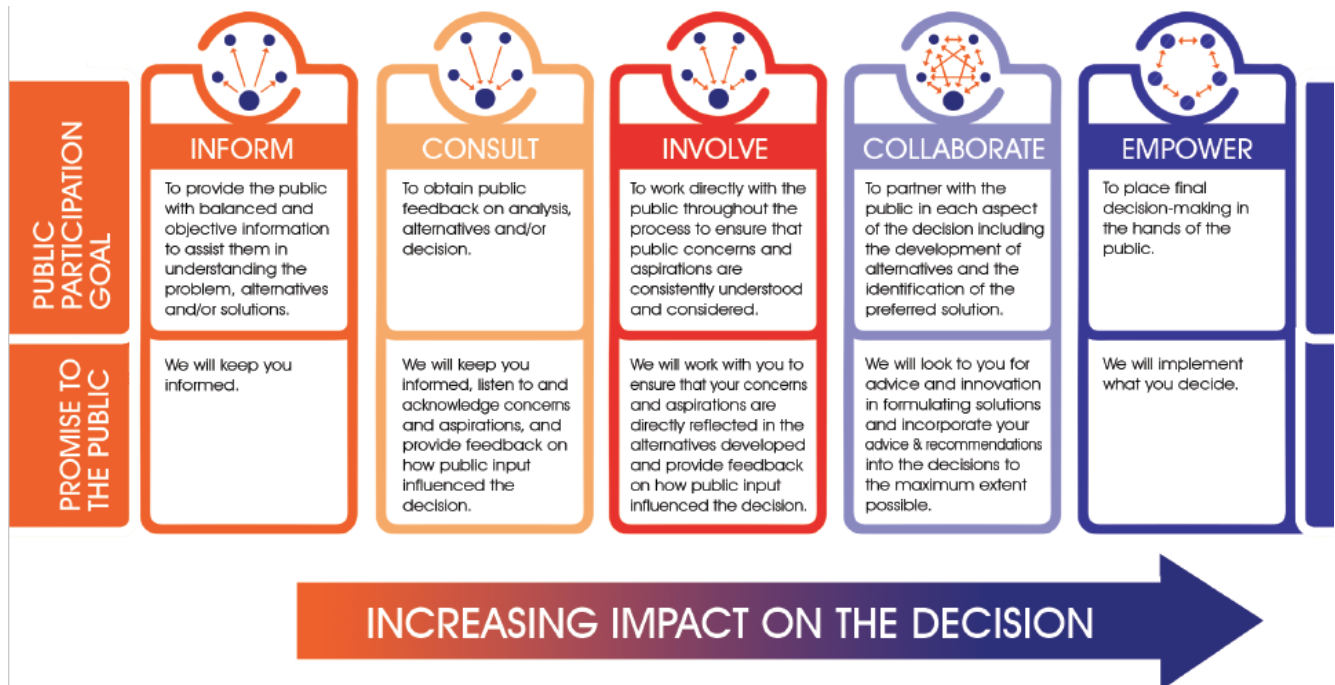 PUBLIC
PARTICIPATION
GOAL
INFORM
To provide the public
with balanced and
objective information
to assist them in
understanding the
problem, alternatives
and/or solutions.
CONSULT
To obtain public
feedback on analysis,
alternatives and/or
decision.
INVOLVE
To work directly with the
public throughout the
process to ensure that
public concerns and
aspirations are
consistently understood
and considered.
COLLABORATE
To partner with the
public in each aspect
of the decision including
the development of
alternatives and the
identification of the
preferred solution.
EMPOWER
To place final
decision-making in
the hands of the
public.
PROMISE TO
THE PUBLIC
We will keep you
informed.
We will keep you
informed, listen to and
acknowledge concerns
and aspirations, and
provide feedback on
how public input
influenced the
decision.
We will work with you to
ensure that your concerns
and aspirations are
directly reflected in the
alternatives developed
and provide feedback
on how public input
influenced the decision.
We will look to you for
advice and innovation
in formulating solutions
and incorporate your
advice & recommendations
into the decisions to
the maximum extent
possible.
We will implement
what you decide.
INCREASING IMPACT ON THE DECISION